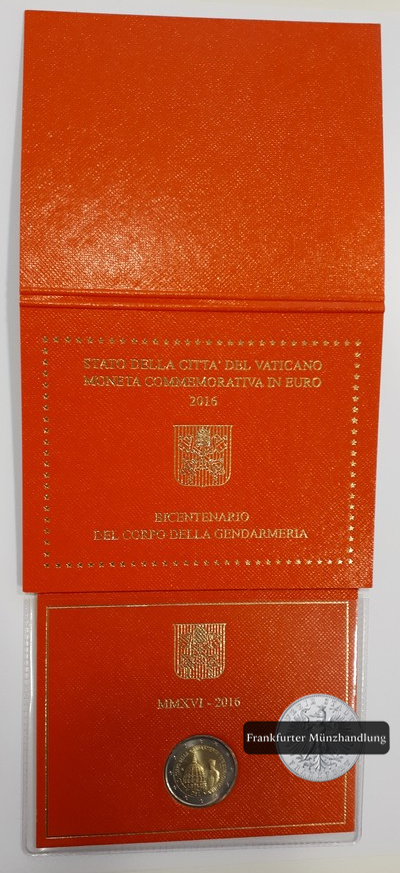 STATO DELLA CITTA' DEL VATICANO
MONETA COMMEMORATIVA IN EURO
2016
BICENTENARIO
DEL CORPO DELLA GENDARMERIA
MMXVI - 2016
Frankfurter Münzhandlung